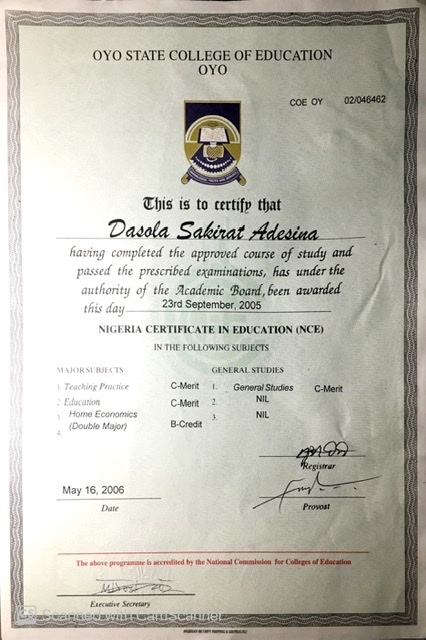 OYO STATE COLLEGE OF EDUCATION
OYO
COE OY 02/046462
This is to certify that
Dasola Sakirat Adesina
having completed the approved course of study and
passed the prescribed examinations, has under the
authority of the Academic Board, been awarded
this day 23rd September, 2005
NIGERIA CERTIFICATE IN EDUCATION (NCE)
IN THE FOLLOWING SUBJECTS
MAJOR SUBJECTS GENERAL STUDIES
1. Teaching Practice C-Merit 1. General Studies C-Merit
2. Education C-Merit 2. NIL
3. Home Economics 3. NIL
(Double Major) B-Credit
4.
Registrar
May 16, 2006
Date Provost
The above programme is accredited by the National Commission for Colleges of Education
Executive Secretary
CS Scanned with CamScanner